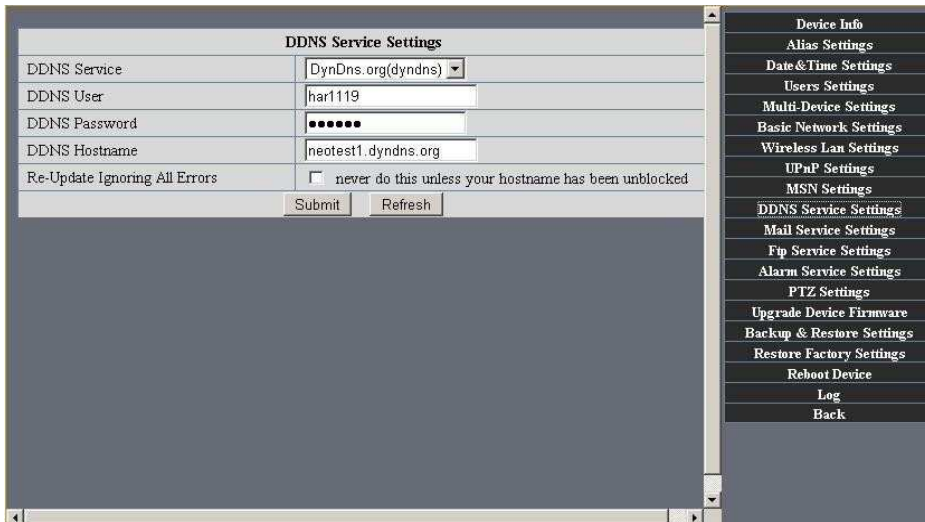 DDNS Service Settings
DDNS Service DynDns.org(dyndns)
DDNS User har1119
DDNS Password ●●●●●●
DDNS Hostname neotest1.dyndns.org
Re-Update Ignoring All Errors never do this unless your hostname has been unblocked
Submit Refresh
Device Info
Alias Settings
Date&Time Settings
Users Settings
Multi-Device Settings
Basic Network Settings
Wireless Lan Settings
UPnP Settings
MSN Settings
DDNS Service Settings
Mail Service Settings
Ftp Service Settings
Alarm Service Settings
PTZ Settings
Upgrade Device Firmware
Backup & Restore Settings
Restore Factory Settings
Reboot Device
Log
Back